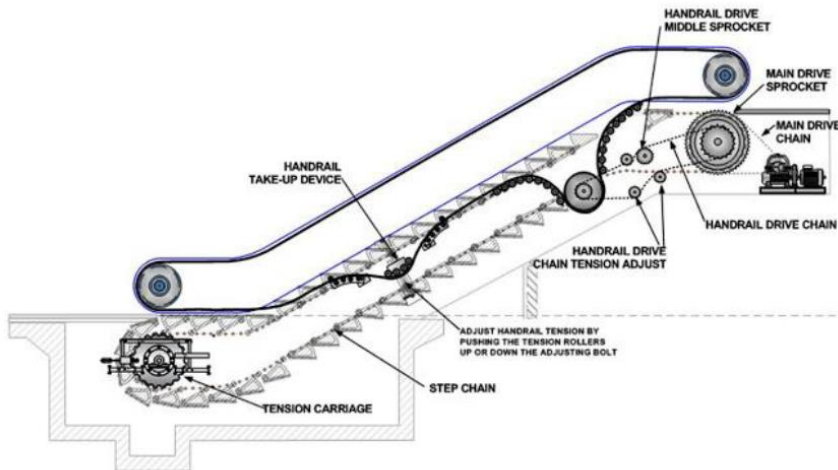 HANDRAIL DRIVE
MIDDLE SPROCKET
MAIN DRIVE
SPROCKET
MAIN DRIVE
CHAIN
HANDRAIL
TAKE-UP DEVICE
HANDRAIL DRIVE CHAIN
HANDRAIL DRIVE
CHAIN TENSION ADJUST
ADJUST HANDRAIL TENSION BY
PUSHING THE TENSION ROLLERS
UP OR DOWN THE ADJUSTING BOLT
STEP CHAIN
TENSION CARRIAGE